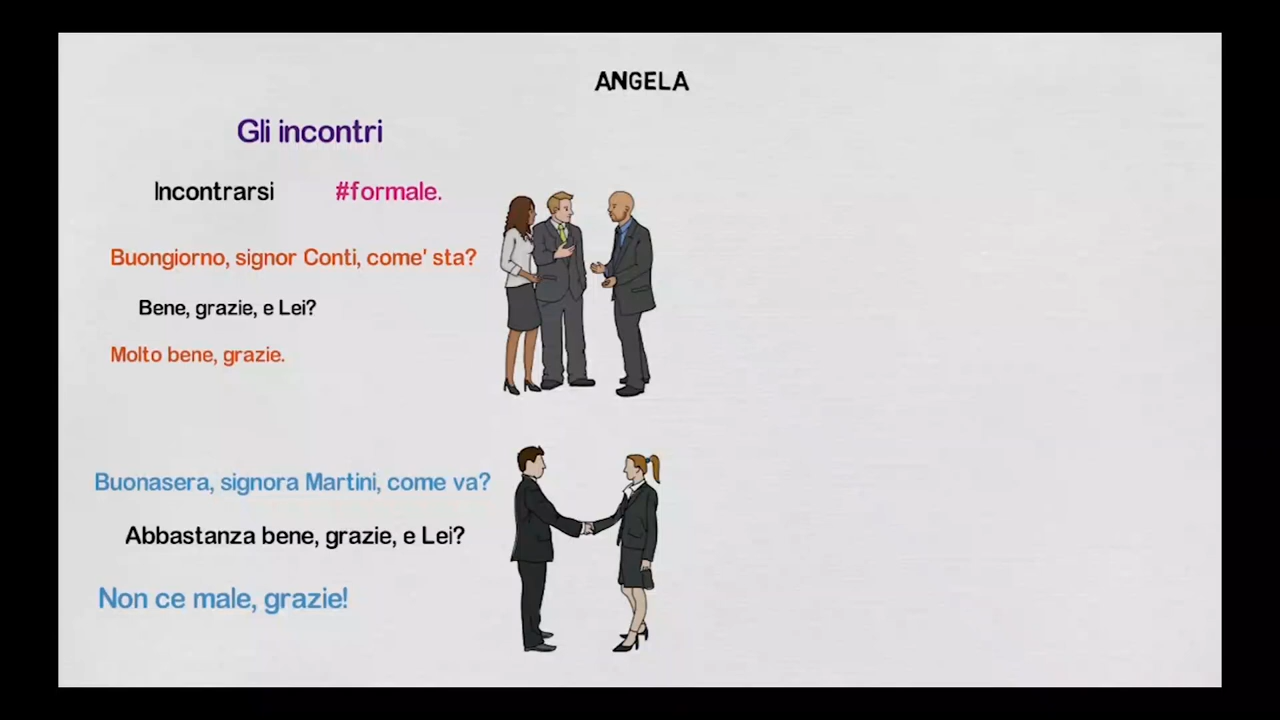 ANGELA
Gli incontri
Incontrarsi #formale.
Buongiorno, signor Conti, come' sta?
Bene, grazie, e Lei?
Molto bene, grazie.
Buonasera, signora Martini, come va?
Abbastanza bene, grazie, e Lei?
Non ce male, grazie!